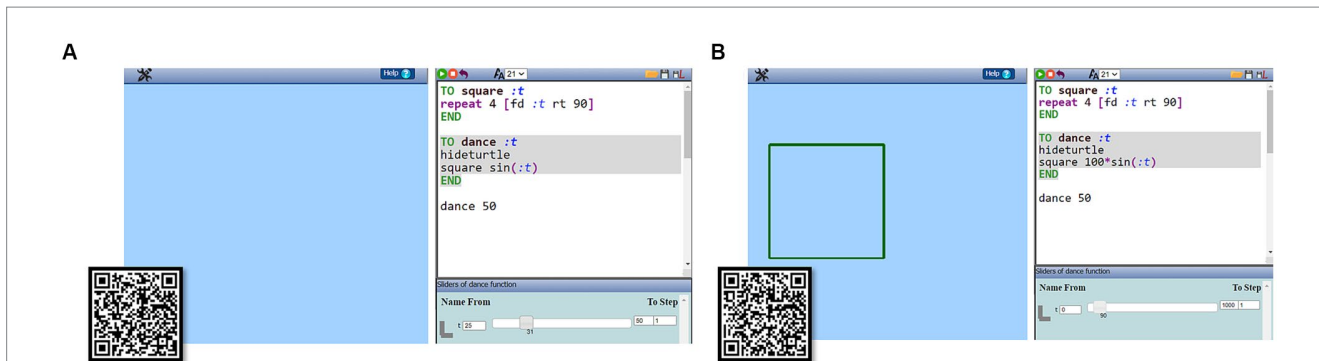 A
Help ?
21
TO square :t
repeat 4 [fd :t rt 90]
END
TO dance :t
hideturtle
square sin(:t)
END
dance 50
Sliders of dance function
Name From To Step
t 25 31 50 1
B
Help ?
21
TO square :t
repeat 4 [fd :t rt 90]
END
TO dance :t
hideturtle
square 100*sin(:t)
END
dance 50
Sliders of dance function
Name From To Step
t 0 90 1000 1